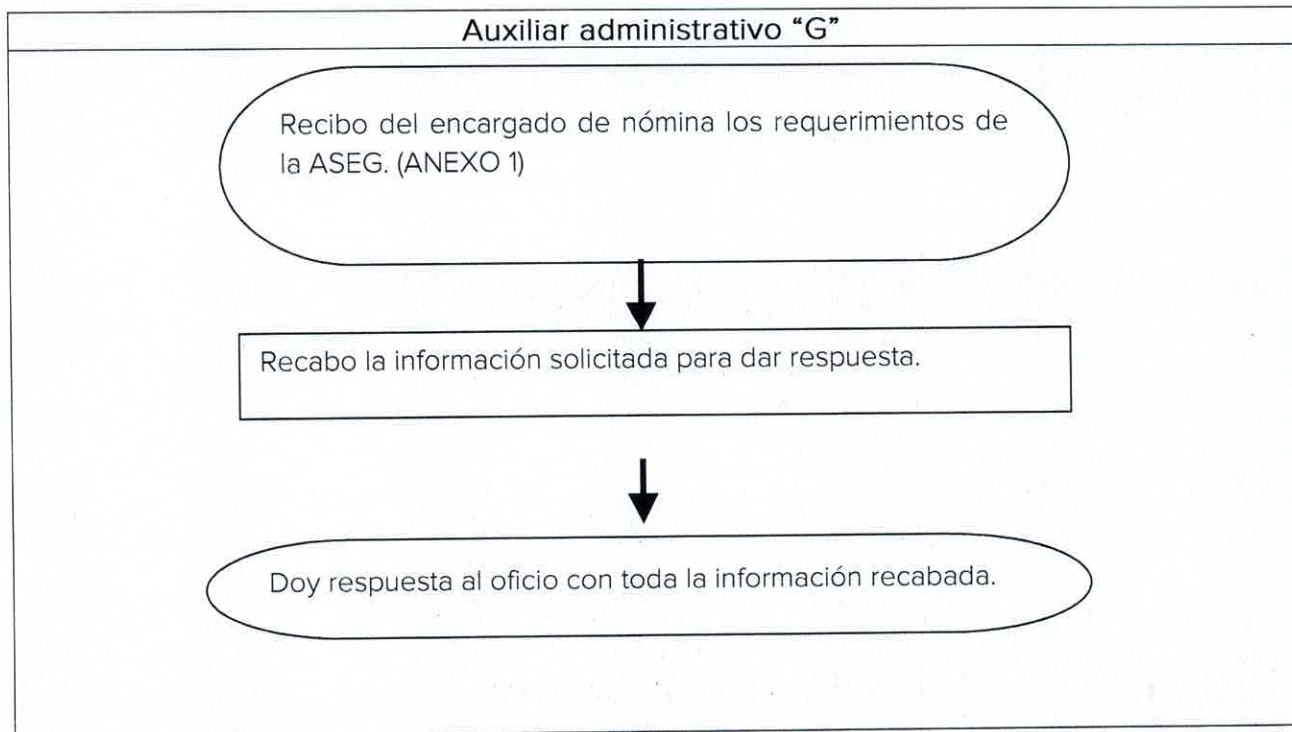 Auxiliar administrativo “G”
Recibo del encargado de nómina los requerimientos de
la ASEG. (ANEXO 1)
Recabo la información solicitada para dar respuesta.
Doy respuesta al oficio con toda la información recabada.